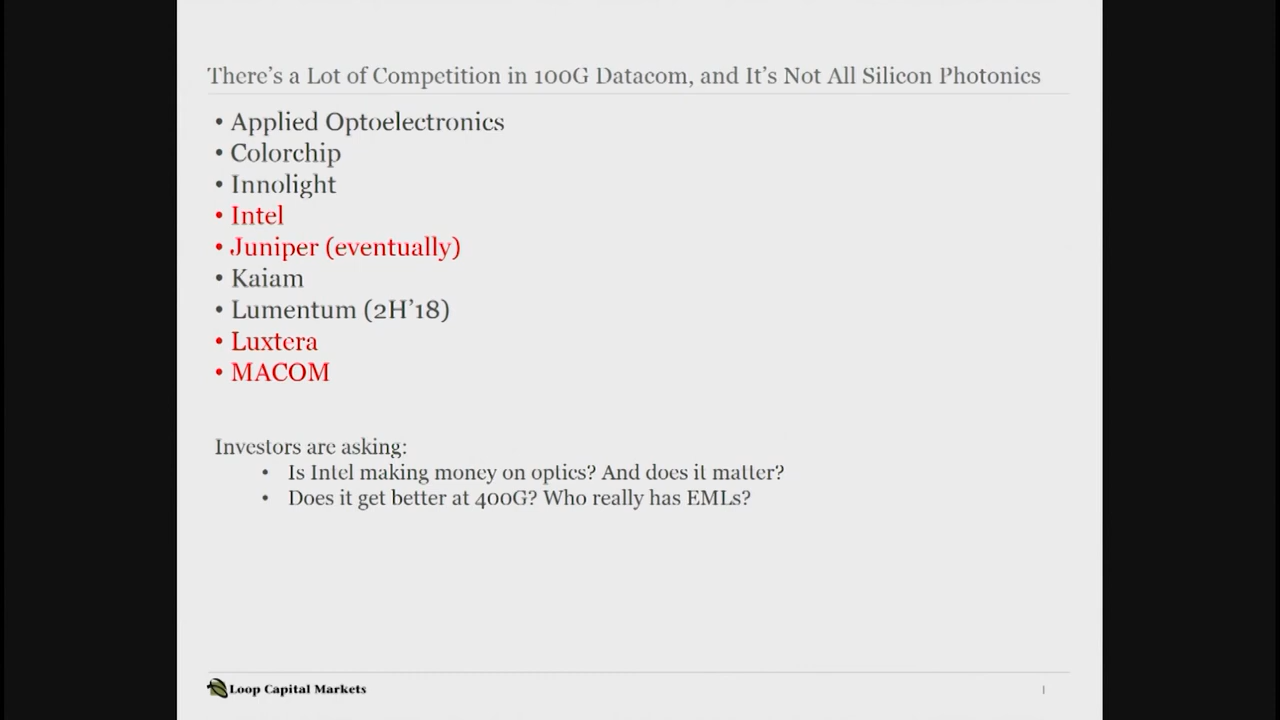 There's a Lot of Competition in 100G Datacom, and It's Not All Silicon Photonics
• Applied Optoelectronics
• Colorchip
• Innolight
• Intel
• Juniper (eventually)
• Kaiam
• Lumentum (2H'18)
• Luxtera
• MACOM
Investors are asking:
• Is Intel making money on optics? And does it matter?
• Does it get better at 400G? Who really has EMLs?
Loop Capital Markets
1